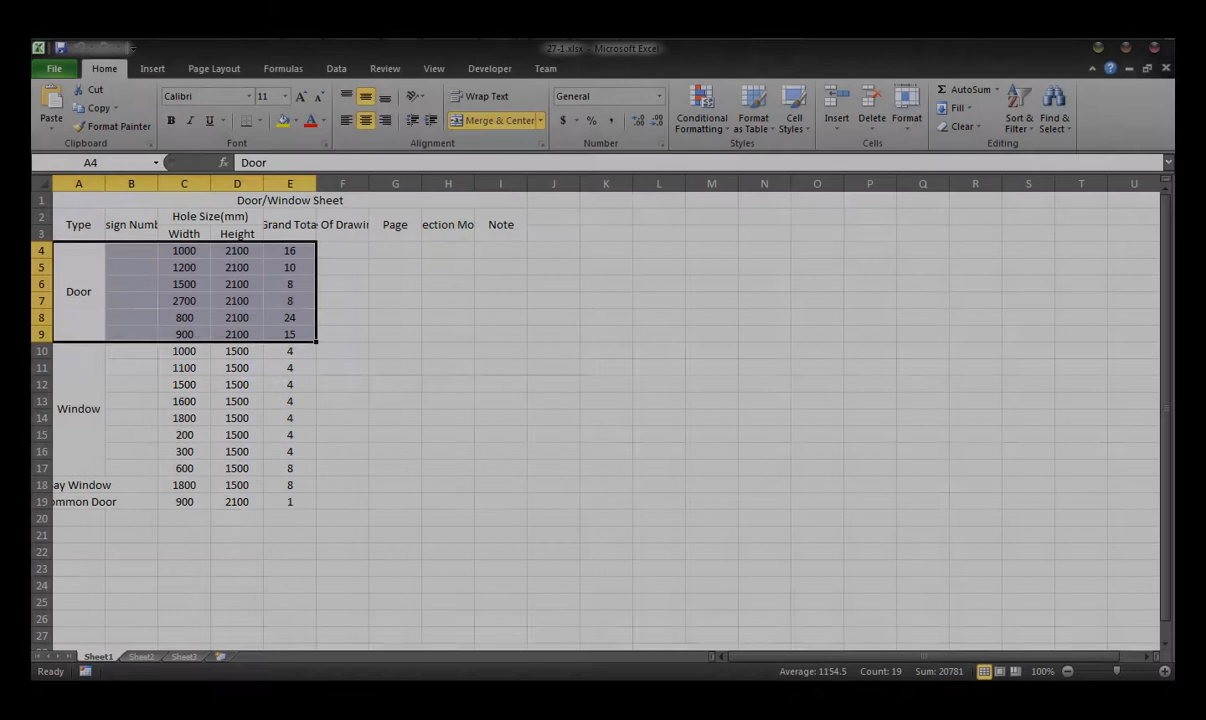 27-1.xlsx - Microsoft Excel
File Home Insert Page Layout Formulas Data Review View Developer Team
Paste Cut Copy Format Painter Clipboard
Calibri 11 A A B I U A Font
Wrap Text Merge & Center Alignment
General $ % , Number
Conditional Formatting Format as Table Cell Styles Styles
Insert Delete Format Cells
Σ AutoSum Fill Clear Sort & Filter Find & Select Editing
A4 fx Door
A B C D E F G H I J K L M N O P Q R S T U
1 Door/Window Sheet
2 Type sign Numb Hole Size(mm) Grand Tota Of Drawin Page ection Mo Note
3 Width Height
4 Door 1000 2100 16
5 1200 2100 10
6 1500 2100 8
7 2700 2100 8
8 800 2100 24
9 900 2100 15
10 Window 1000 1500 4
11 1100 1500 4
12 1500 1500 4
13 1600 1500 4
14 1800 1500 4
15 200 1500 4
16 300 1500 4
17 600 1500 8
18 ay Window 1800 1500 8
19 ommon Door 900 2100 1
20
21
22
23
24
25
26
27
Sheet1 Sheet2 Sheet3
Ready Average: 1154.5 Count: 19 Sum: 20781 100%